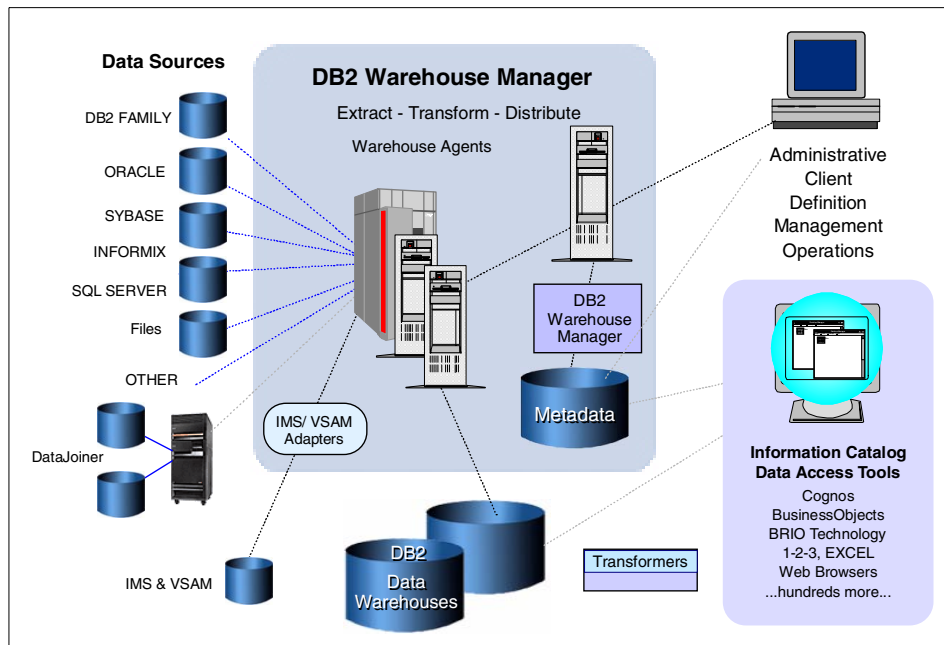 Data Sources
DB2 FAMILY
ORACLE
SYBASE
INFORMIX
SQL SERVER
Files
OTHER
DataJoiner
IMS & VSAM
DB2 Warehouse Manager
Extract - Transform - Distribute
Warehouse Agents
IMS/ VSAM
Adapters
DB2
Warehouse
Manager
Metadata
DB2
Data
Warehouses
Transformers
Administrative
Client
Definition
Management
Operations
Information Catalog
Data Access Tools
Cognos
BusinessObjects
BRIO Technology
1-2-3, EXCEL
Web Browsers
...hundreds more...